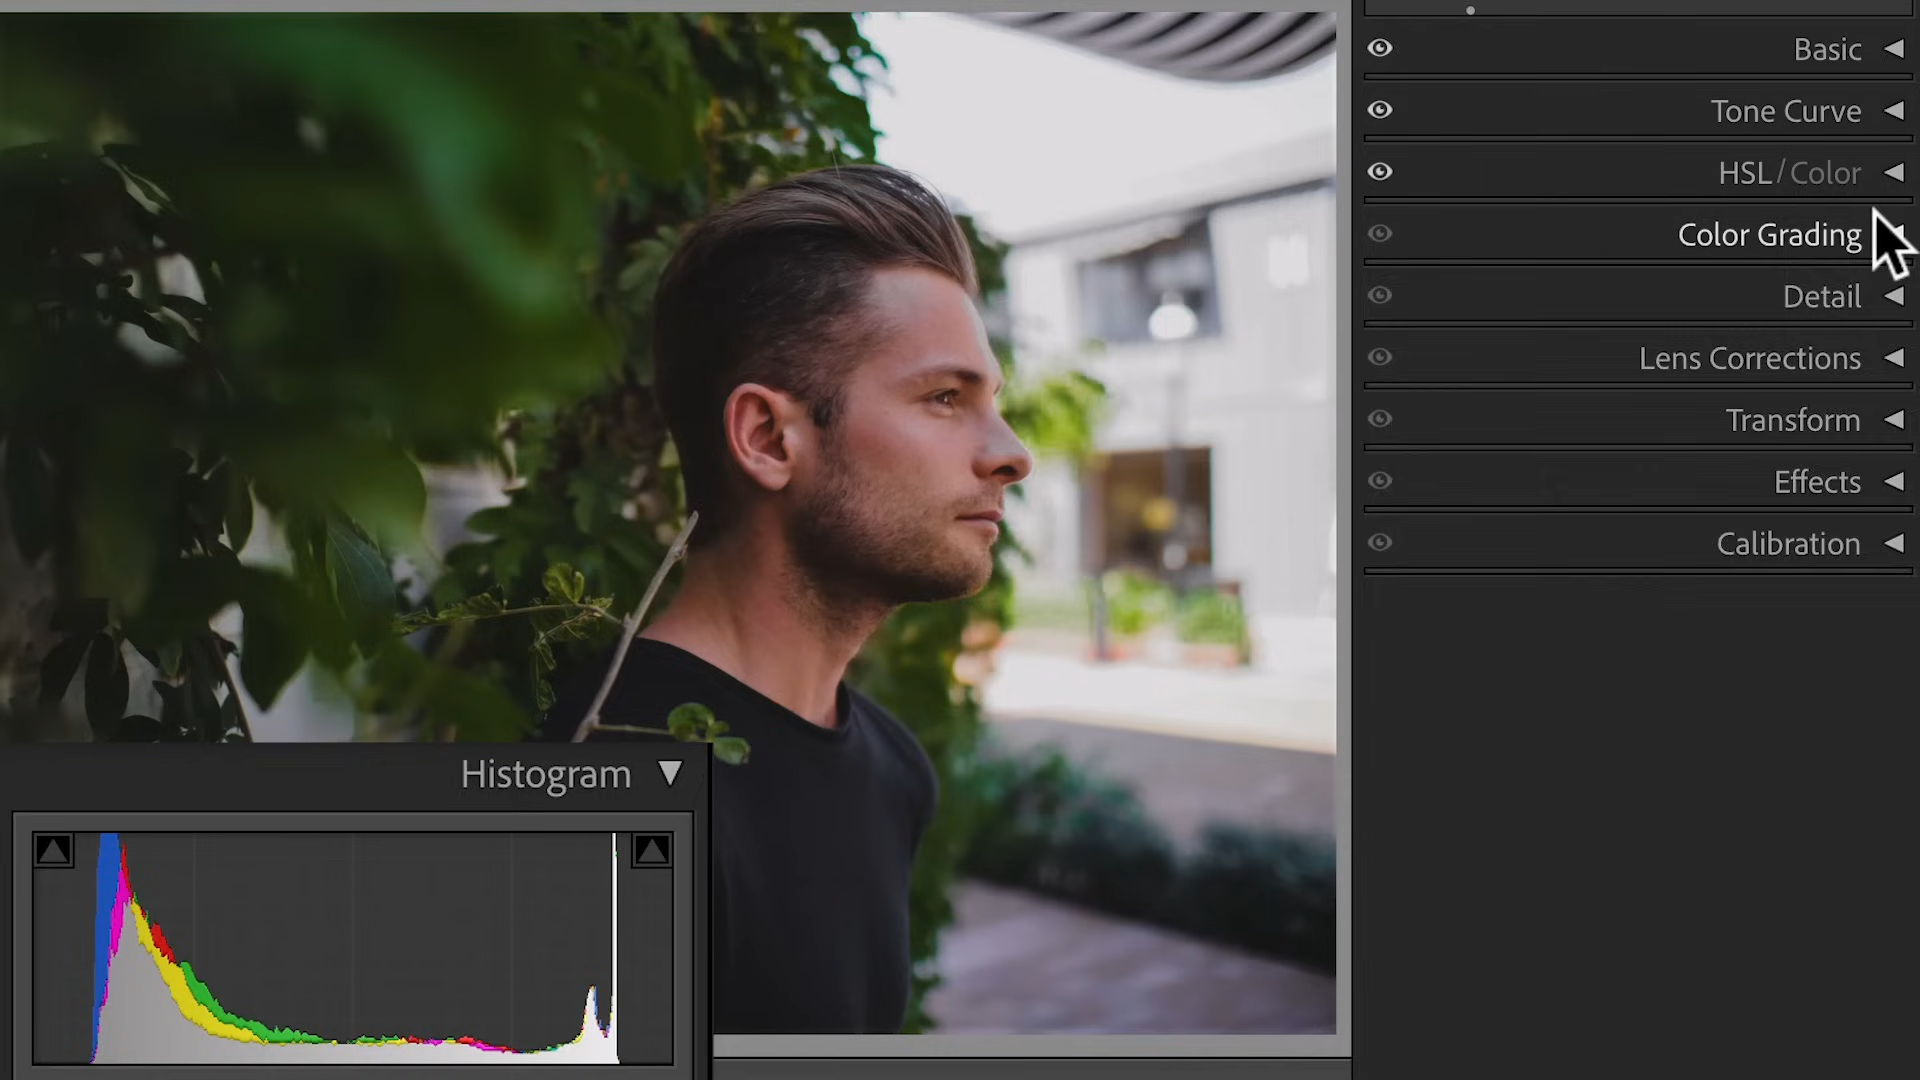 Basic
Tone Curve
HSL / Color
Color Grading
Detail
Lens Corrections
Transform
Effects
Calibration
Histogram